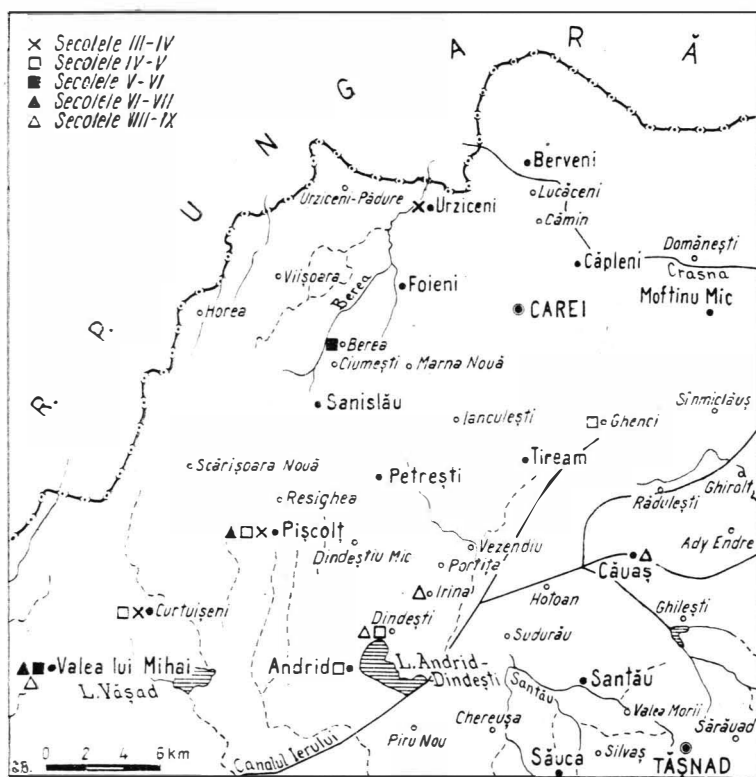 × Secolele III-IV
□ Secolele IV-V
■ Secolele V-VI
▲ Secolele VI-VII
△ Secolele VIII-IX
R. P. UNGARĂ
Berveni
Urziceni-Pădure
Lucăceni
Urziceni
Cămin
Domănești
Căpleni
Crasna
Viișoara
Berea
Foieni
Horea
CAREI
Moftinu Mic
Berea
Ciumești
Marna Nouă
Sanislău
Sînmiclăuș
Ianculești
Ghenci
Scărișoara Nouă
Tiream
Petrești
Ghirolt
Rădulești
Resighea
Pișcolț
Ady Endre
Dindeștiu Mic
Vezendiu
Portița
Căuaș
Irina
Hotoan
Curtuișeni
Ghilești
Dindești
Sudurău
Valea lui Mihai
Andrid
L. Andrid-
Dindești
L. Vășad
Santău
Santău
Valea Morii
Chereușa
Sărăuad
Canalul Ierului
Piru Nou
Silvaș
TĂȘNAD
Săuca
0 2 4 6 km